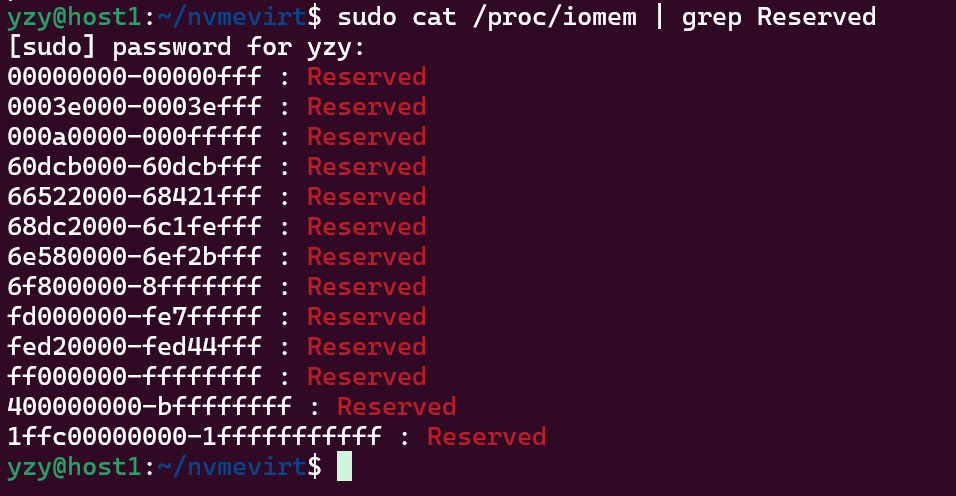 yzy@host1:~/nvmevirt$ sudo cat /proc/iomem | grep Reserved
[sudo] password for yzy:
00000000-00000fff : Reserved
0003e000-0003efff : Reserved
000a0000-000fffff : Reserved
60dcb000-60dcbfff : Reserved
66522000-68421fff : Reserved
68dc2000-6c1fefff : Reserved
6e580000-6ef2bfff : Reserved
6f800000-8fffffff : Reserved
fd000000-fe7fffff : Reserved
fed20000-fed44fff : Reserved
ff000000-ffffffff : Reserved
400000000-bffffffff : Reserved
1ffc00000000-1fffffffffff : Reserved
yzy@host1:~/nvmevirt$